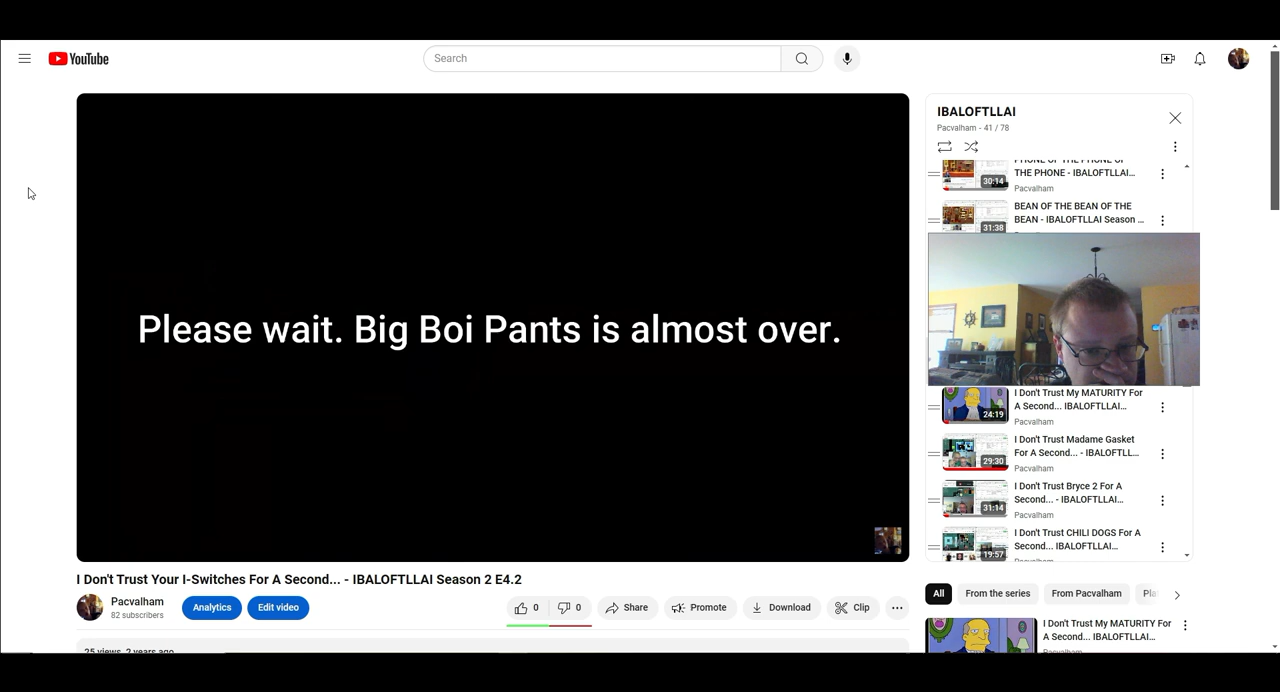 YouTube
Search
Please wait. Big Boi Pants is almost over.
I Don't Trust Your I-Switches For A Second... - IBALOFTLLAI Season 2 E4.2
Pacvalham
82 subscribers
Analytics
Edit video
0
0
Share
Promote
Download
Clip
25 views 2 years ago
IBALOFTLLAI
Pacvalham - 41 / 78
PHONE OF THE PHONE OF
THE PHONE - IBALOFTLLAI...
Pacvalham
30:14
BEAN OF THE BEAN OF THE
BEAN - IBALOFTLLAI Season ...
31:38
I Don't Trust My MATURITY For
A Second... IBALOFTLLAI...
Pacvalham
24:19
I Don't Trust Madame Gasket
For A Second... - IBALOFTLL...
Pacvalham
29:30
I Don't Trust Bryce 2 For A
Second... - IBALOFTLLAI...
Pacvalham
31:14
I Don't Trust CHILI DOGS For A
Second... IBALOFTLLAI...
19:57
All
From the series
From Pacvalham
I Don't Trust My MATURITY For
A Second... IBALOFTLLAI...
Pacvalham